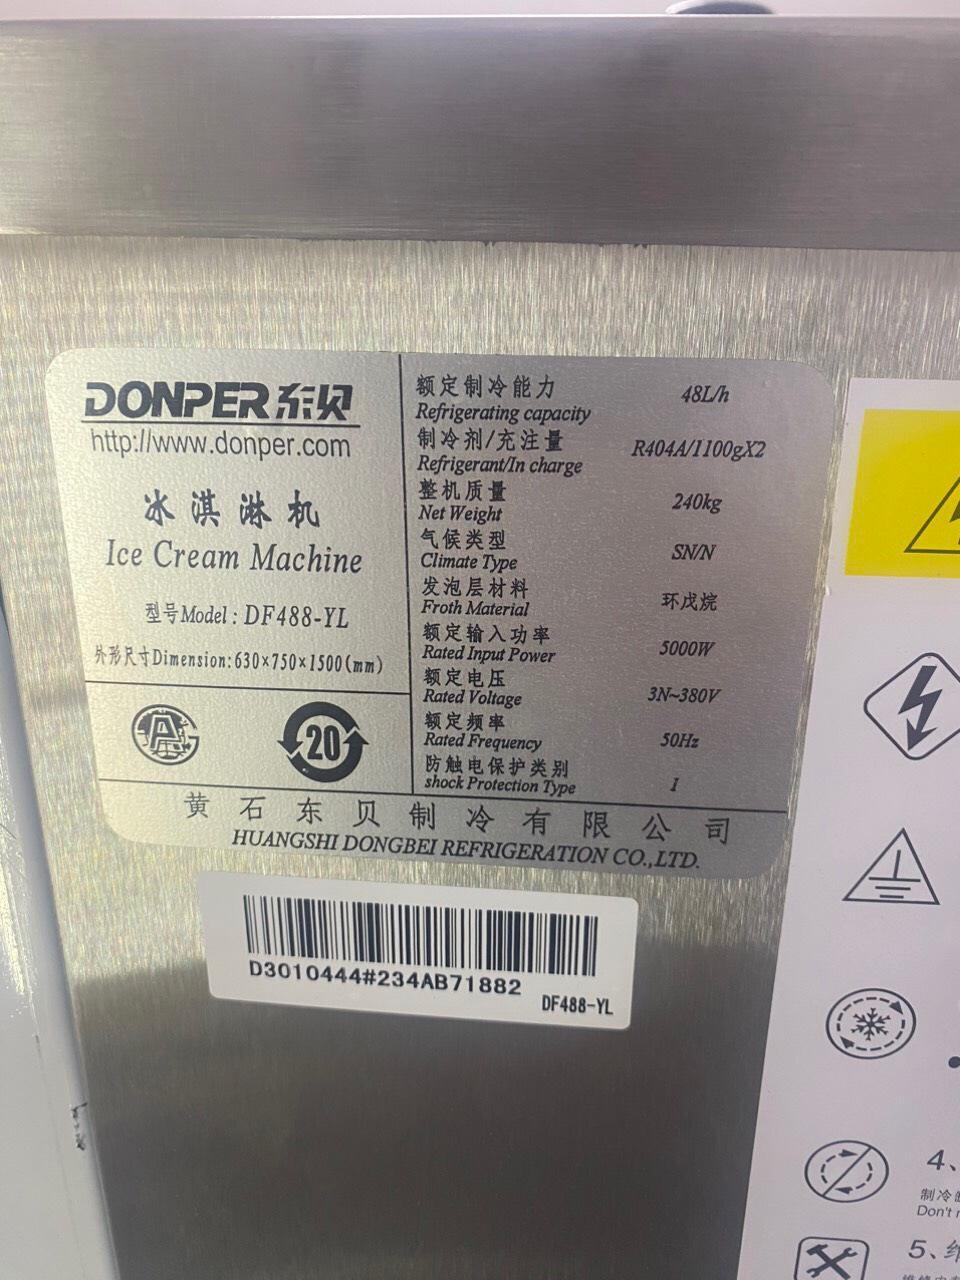 DONPER东贝
http://www.donper.com
冰淇淋机
Ice Cream Machine
型号Model : DF488-YL
外形尺寸Dimension:630×750×1500(mm)
额定制冷能力 48L/h
Refrigerating capacity
制冷剂/充注量 R404A/1100gX2
Refrigerant/In charge
整机质量 240kg
Net Weight
气候类型 SN/N
Climate Type
发泡层材料 环戊烷
Froth Material
额定输入功率 5000W
Rated Input Power
额定电压 3N~380V
Rated Voltage
额定频率 50Hz
Rated Frequency
防触电保护类别 I
shock Protection Type
20
黄石东贝制冷有限公司
HUANGSHI DONGBEI REFRIGERATION CO.,LTD.
D3010444#234AB71882
DF488-YL
4、
制冷
Don't
5、